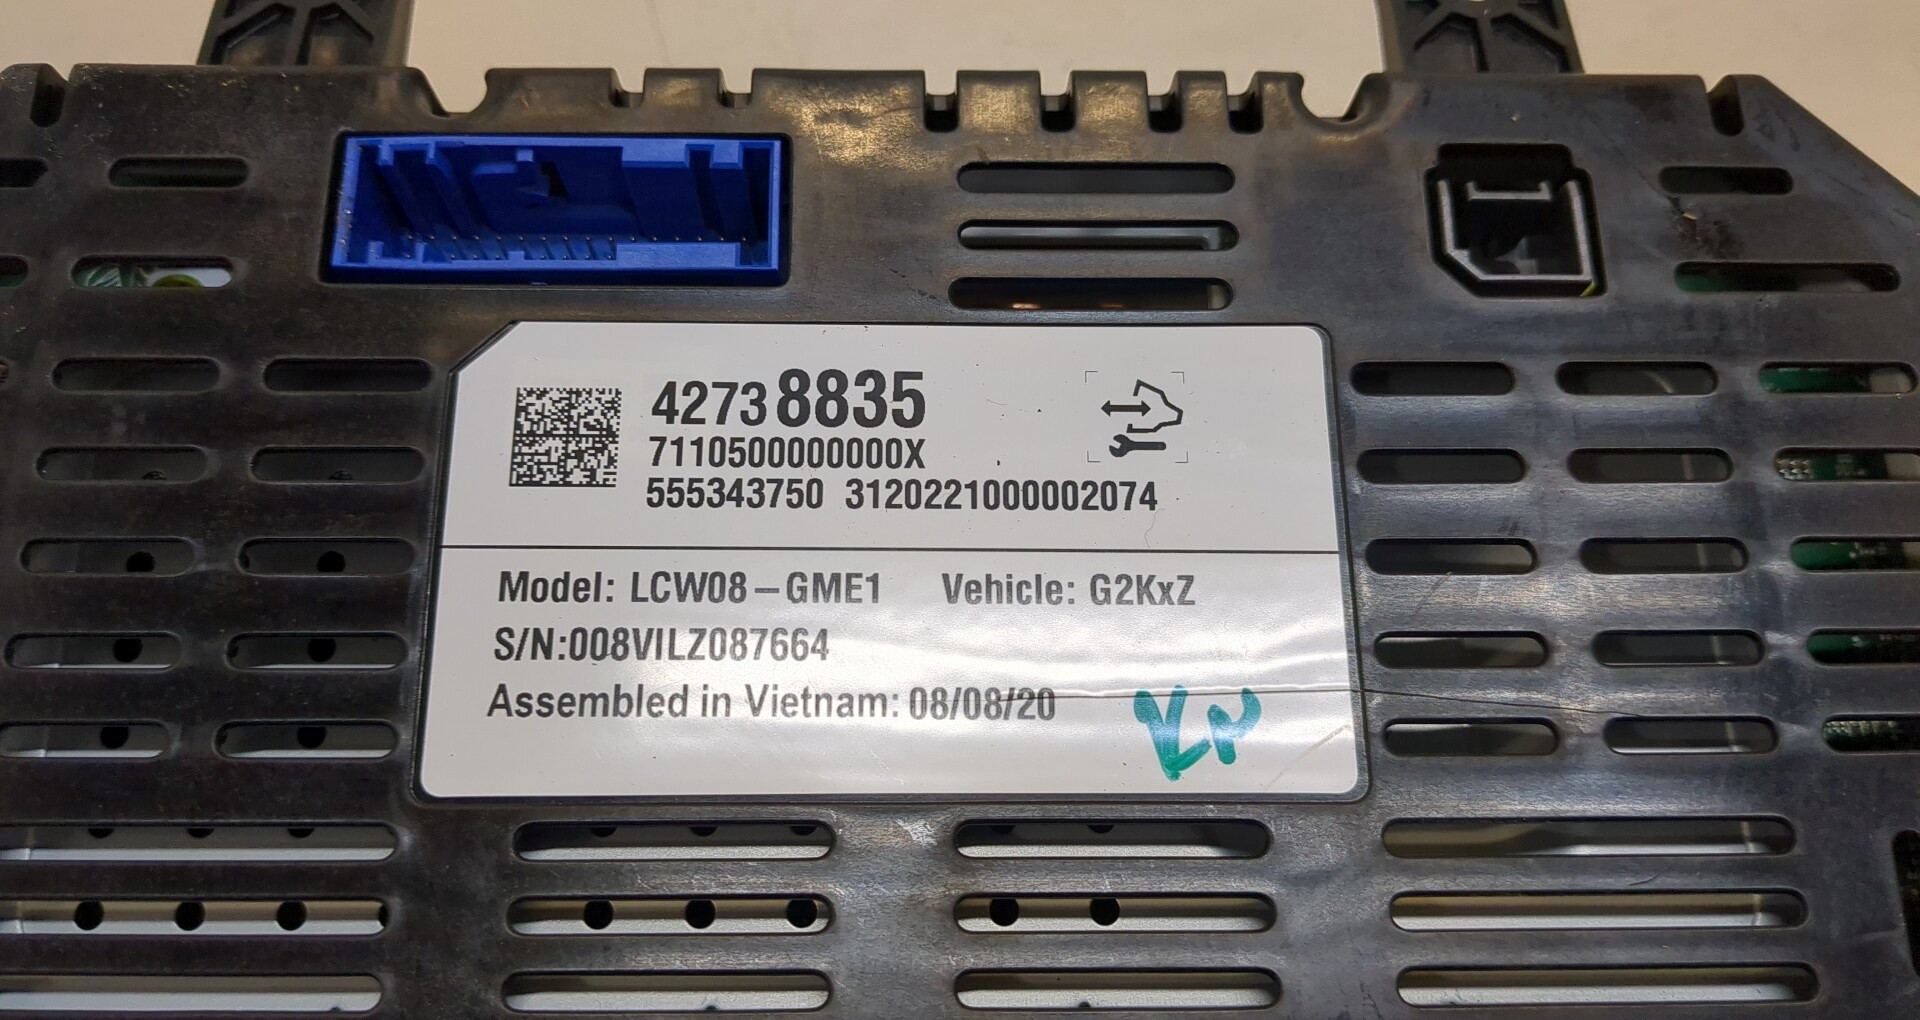 42738835
7110500000000X
555343750 3120221000002074
Model: LCW08-GME1 Vehicle: G2KxZ
S/N:008VILZ087664
Assembled in Vietnam: 08/08/20